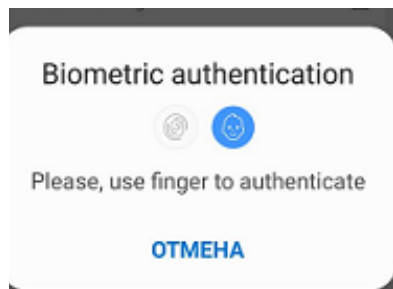 Biometric authentication
Please, use finger to authenticate
ОТМЕНА